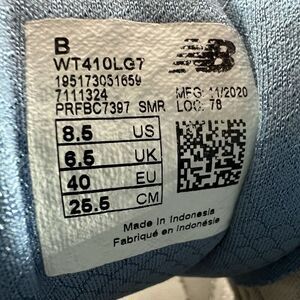 B
WT410LG7
195173051659
7111324 MFG: 11/2020
PRFBC7397 SMR LOC: 78
8.5 US
6.5 UK
40 EU
25.5 CM
Made in Indonesia
Fabriqué en Indonésie